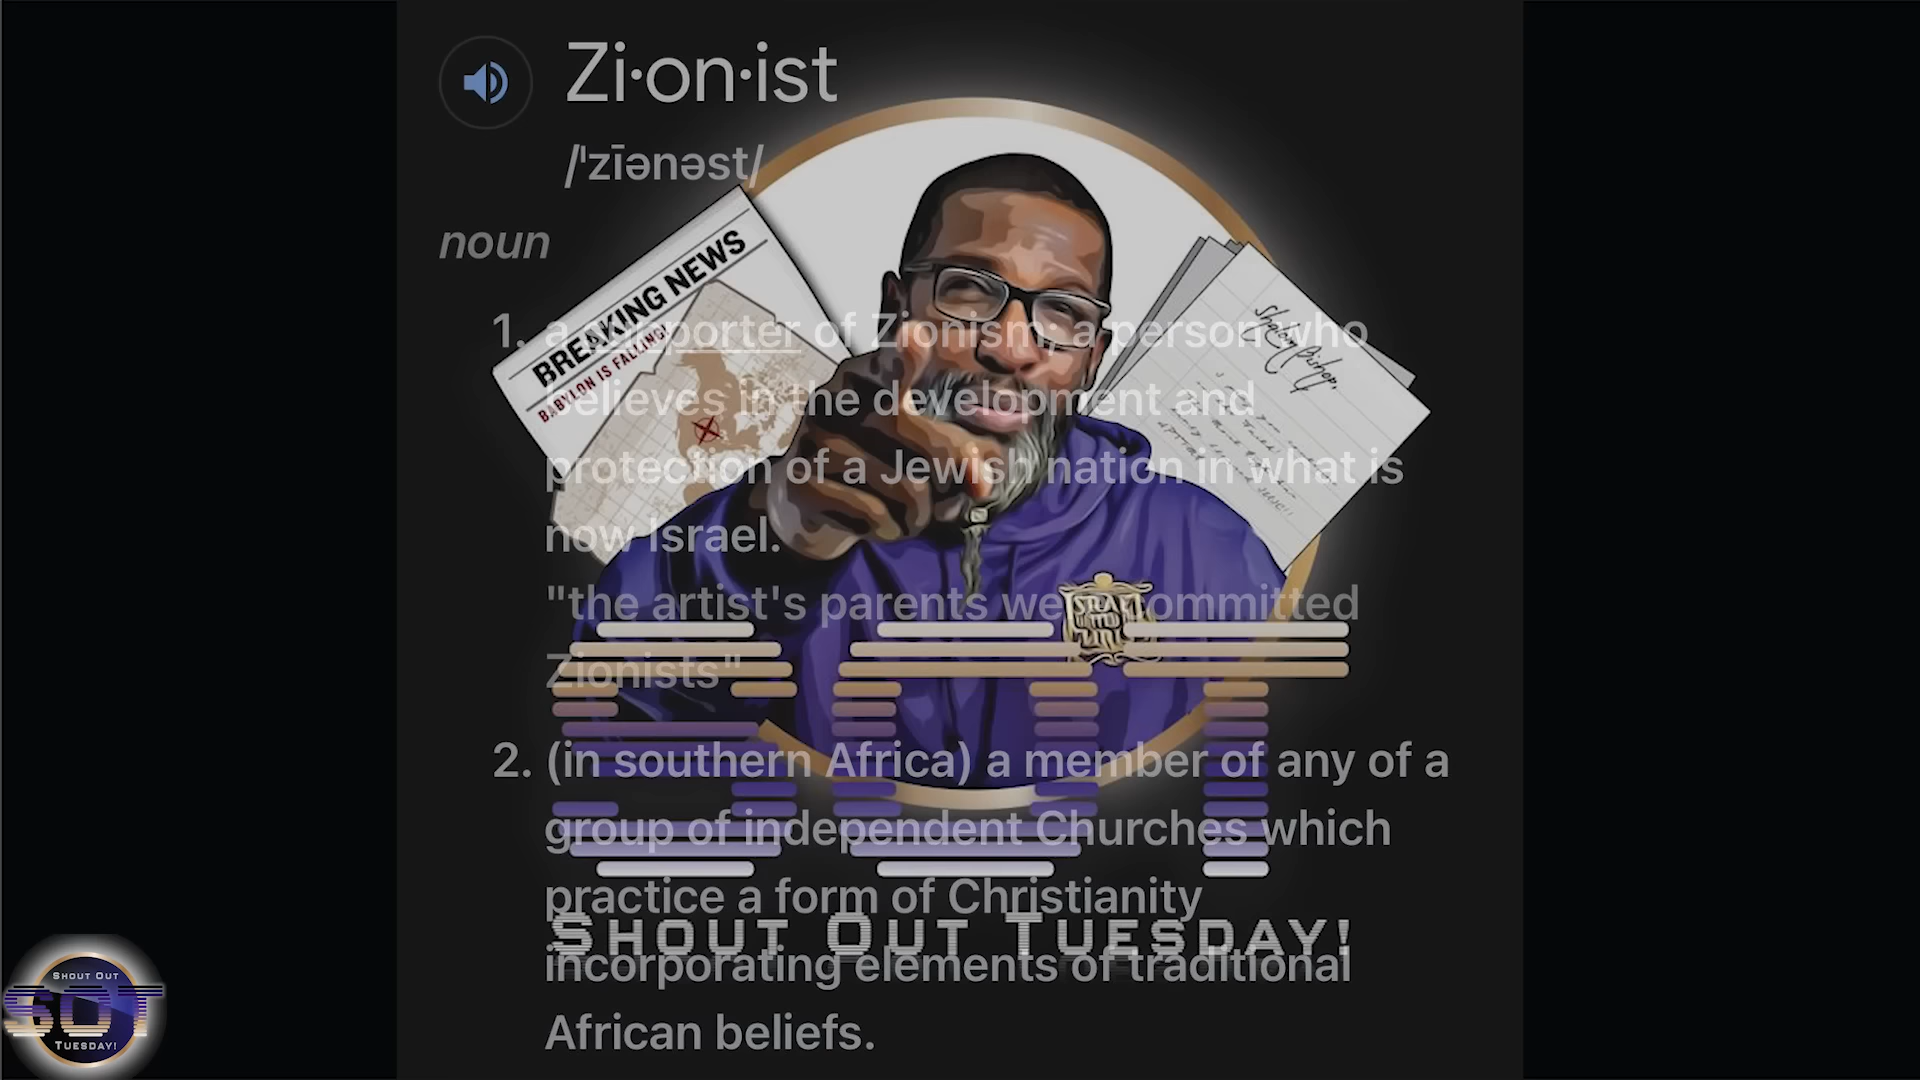 Zi·on·ist
/ˈzīənəst/
noun
BREAKING NEWS
BABYLON IS FALLING!
Shalom Bishop,
1. a supporter of Zionism; a person who
believes in the development and
protection of a Jewish nation in what is
now Israel.
"the artist's parents were committed
Zionists"
2. (in southern Africa) a member of any of a
group of independent Churches which
practice a form of Christianity
incorporating elements of traditional
African beliefs.
SOT
SHOUT OUT TUESDAY!
SHOUT OUT
SOT
TUESDAY!